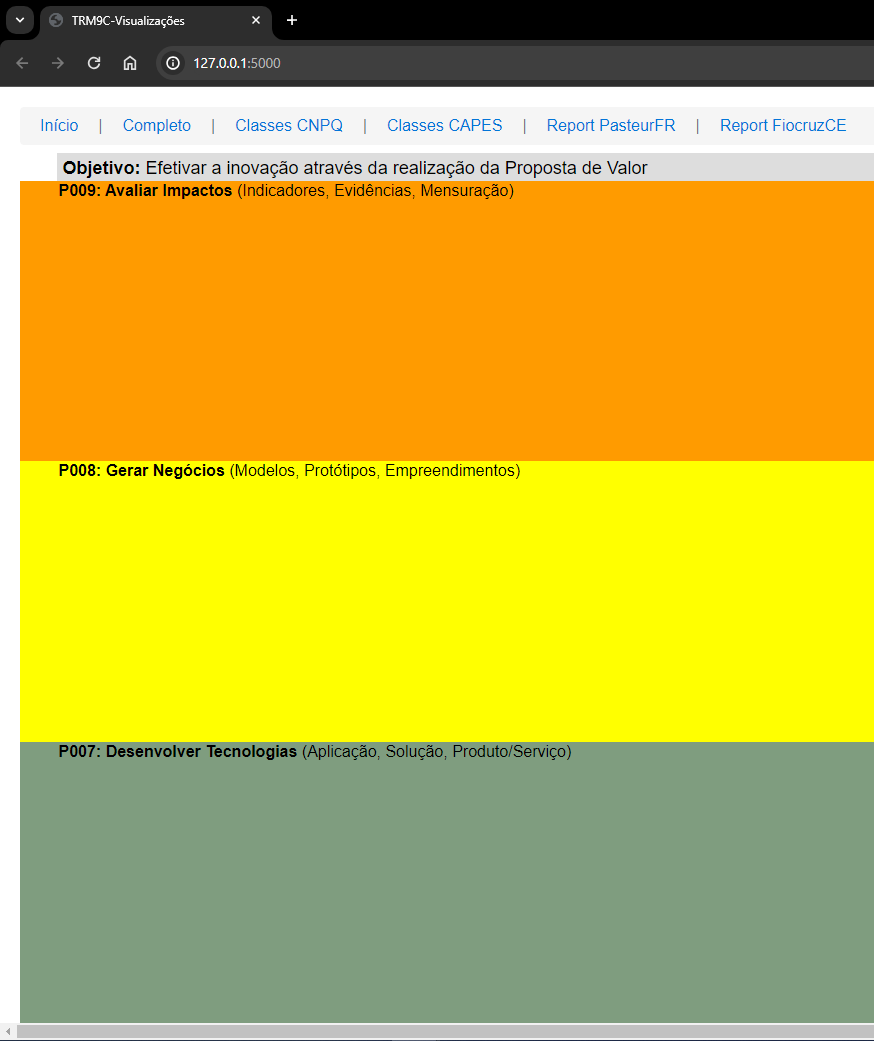 TRM9C-Visualizações
127.0.0.1:5000
Início | Completo | Classes CNPQ | Classes CAPES | Report PasteurFR | Report FiocruzCE
Objetivo: Efetivar a inovação através da realização da Proposta de Valor
P009: Avaliar Impactos (Indicadores, Evidências, Mensuração)
P008: Gerar Negócios (Modelos, Protótipos, Empreendimentos)
P007: Desenvolver Tecnologias (Aplicação, Solução, Produto/Serviço)